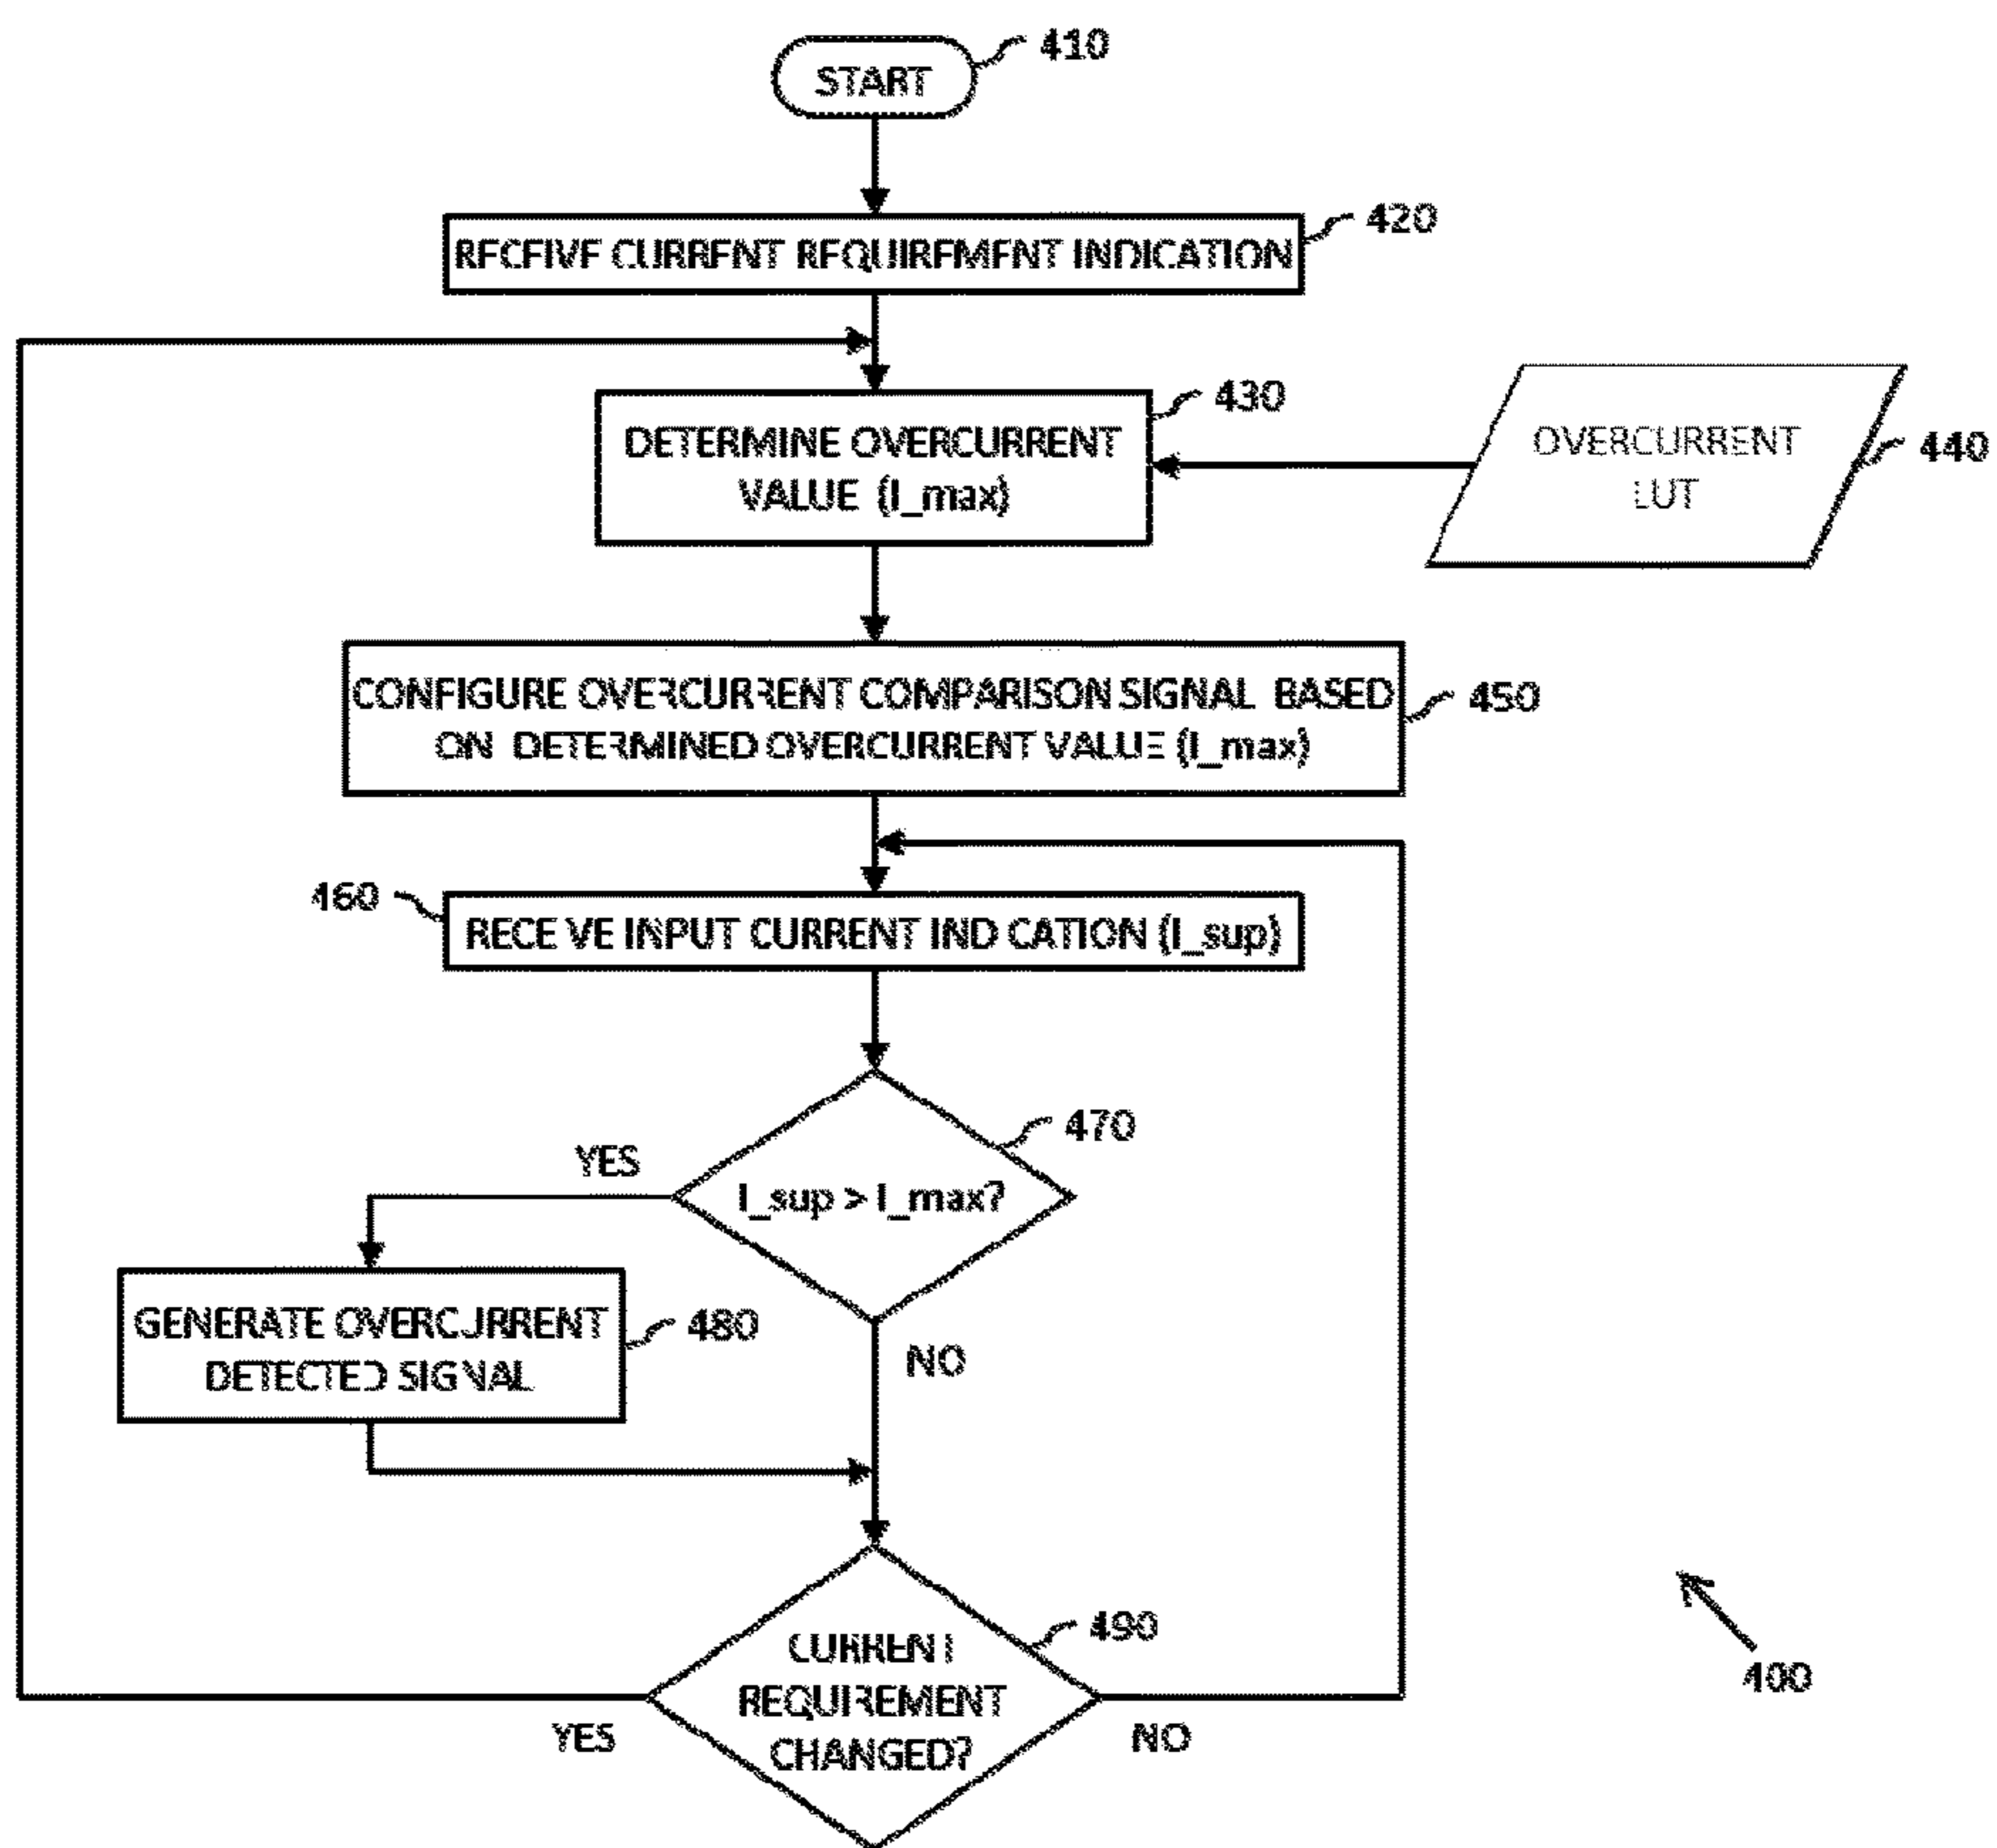 410
START
420
RECEIVE CURRENT REQUIREMENT INDICATION
430
DETERMINE OVERCURRENT
VALUE (I_max)
OVERCURRENT
LUT
440
CONFIGURE OVERCURRENT COMPARISON SIGNAL BASED
ON DETERMINED OVERCURRENT VALUE (I_max)
450
460
RECEIVE INPUT CURRENT INDICATION (I_sup)
470
YES
I_sup > I_max?
GENERATE OVERCURRENT
DETECTED SIGNAL
480
NO
490
CURRENT
REQUIREMENT
CHANGED?
YES
NO
400